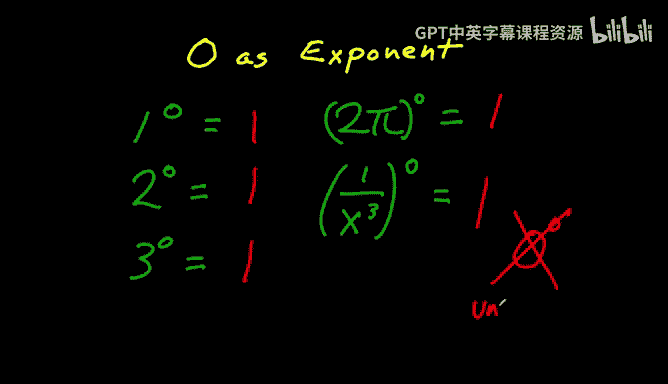 GPT中英字幕课程资源 bilibili
0 as Exponent
1⁰ = 1 (2π)⁰ = 1
2⁰ = 1 (1/x³)⁰ = 1
3⁰ = 1 0⁰
Un